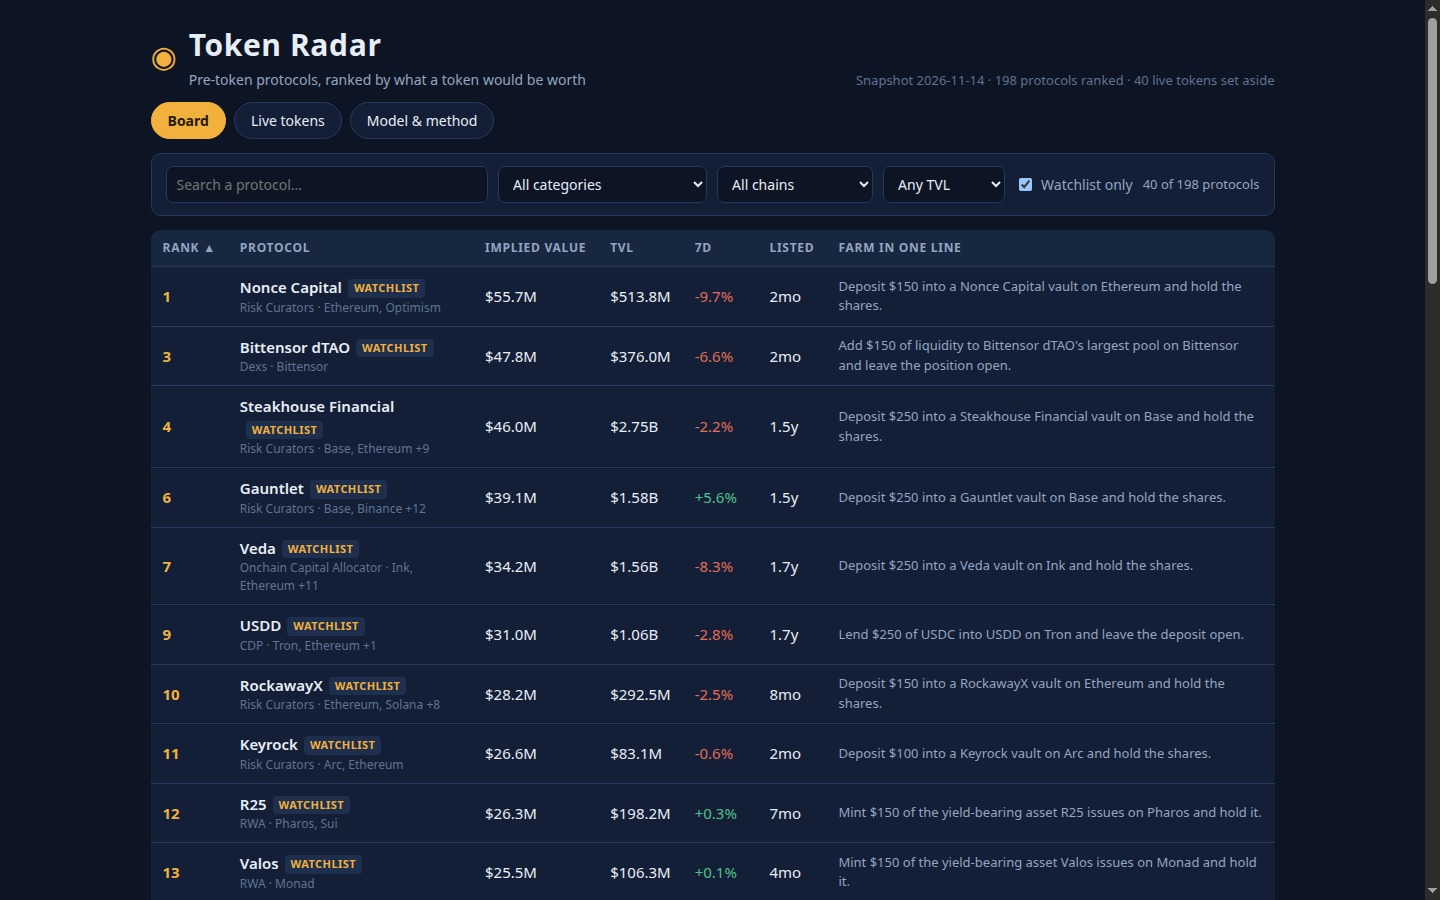 Token Radar
Pre-token protocols, ranked by what a token would be worth
Snapshot 2026-11-14 · 198 protocols ranked · 40 live tokens set aside
Board
Live tokens
Model & method
Search a protocol...
All categories
All chains
Any TVL
Watchlist only
40 of 198 protocols
RANK ▲ PROTOCOL IMPLIED VALUE TVL 7D LISTED FARM IN ONE LINE
1 Nonce Capital WATCHLIST $55.7M $513.8M -9.7% 2mo Deposit $150 into a Nonce Capital vault on Ethereum and hold the
Risk Curators · Ethereum, Optimism shares.
3 Bittensor dTAO WATCHLIST $47.8M $376.0M -6.6% 2mo Add $150 of liquidity to Bittensor dTAO's largest pool on Bittensor
Dexs · Bittensor and leave the position open.
4 Steakhouse Financial $46.0M $2.75B -2.2% 1.5y Deposit $250 into a Steakhouse Financial vault on Base and hold the
WATCHLIST shares.
Risk Curators · Base, Ethereum +9
6 Gauntlet WATCHLIST $39.1M $1.58B +5.6% 1.5y Deposit $250 into a Gauntlet vault on Base and hold the shares.
Risk Curators · Base, Binance +12
7 Veda WATCHLIST $34.2M $1.56B -8.3% 1.7y Deposit $250 into a Veda vault on Ink and hold the shares.
Onchain Capital Allocator · Ink,
Ethereum +11
9 USDD WATCHLIST $31.0M $1.06B -2.8% 1.7y Lend $250 of USDC into USDD on Tron and leave the deposit open.
CDP · Tron, Ethereum +1
10 RockawayX WATCHLIST $28.2M $292.5M -2.5% 8mo Deposit $150 into a RockawayX vault on Ethereum and hold the
Risk Curators · Ethereum, Solana +8 shares.
11 Keyrock WATCHLIST $26.6M $83.1M -0.6% 2mo Deposit $100 into a Keyrock vault on Arc and hold the shares.
Risk Curators · Arc, Ethereum
12 R25 WATCHLIST $26.3M $198.2M +0.3% 7mo Mint $150 of the yield-bearing asset R25 issues on Pharos and hold it.
RWA · Pharos, Sui
13 Valos WATCHLIST $25.5M $106.3M +0.1% 4mo Mint $150 of the yield-bearing asset Valos issues on Monad and hold
RWA · Monad it.